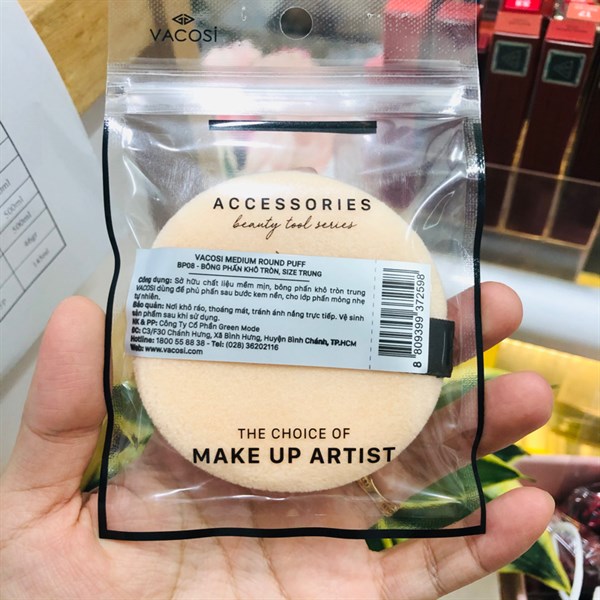 VACOSI
ACCESSORIES
beauty tool series
VACOSI MEDIUM ROUND PUFF
BP08 - BÔNG PHẤN KHÔ TRÒN, SIZE TRUNG
Công dụng: Sở hữu chất liệu mềm mịn, bông phấn khô tròn trung
VACOSI dùng để phủ phấn sau bước kem nền, cho lớp phấn mỏng nhẹ
tự nhiên.
Bảo quản: Nơi khô ráo, thoáng mát, tránh ánh nắng trực tiếp. Vệ sinh
sản phẩm sau khi sử dụng.
NK & PP: Công Ty Cổ Phần Green Mode
ĐC: C3/F30 Chánh Hưng, Xã Bình Hưng, Huyện Bình Chánh, TP.HCM
Hotline: 1800 55 88 38 - Tel: (028) 36202116
Web: www.vacosi.com
8 809399 372598
THE CHOICE OF
MAKE UP ARTIST